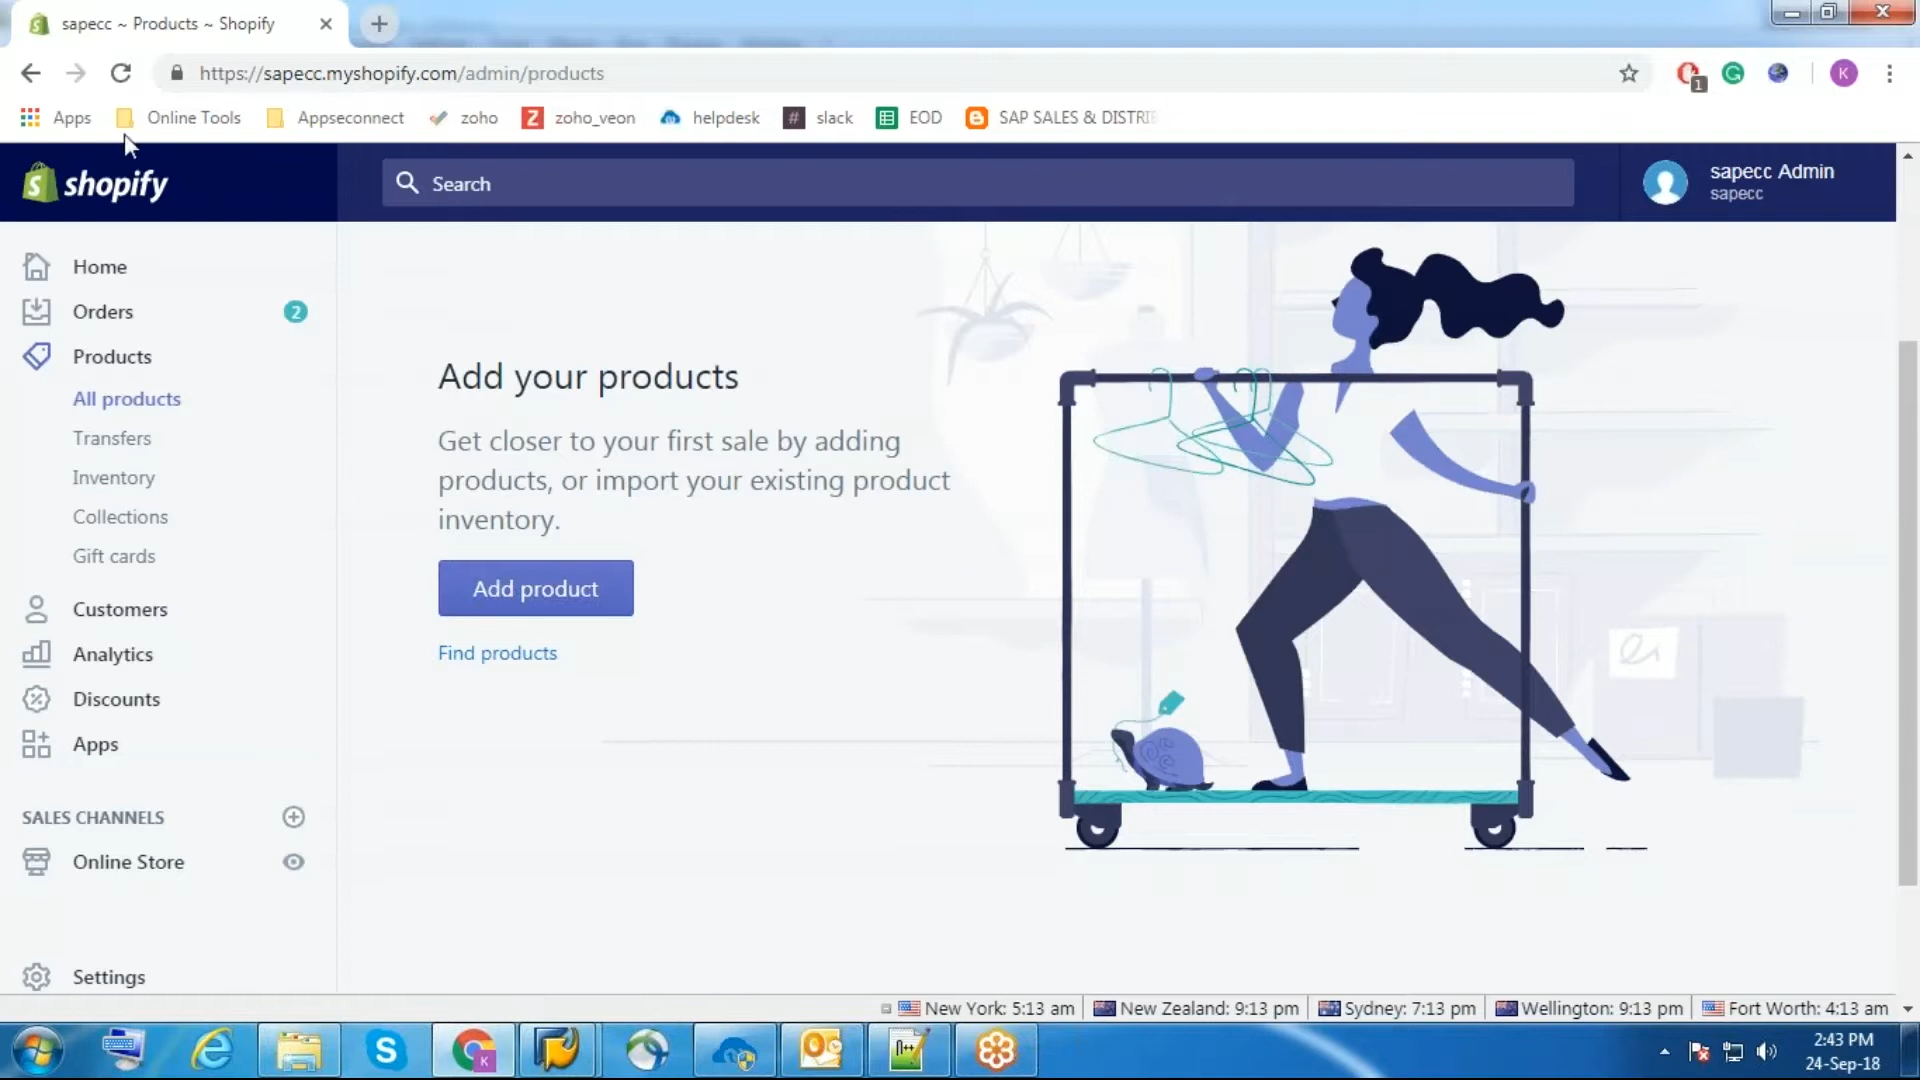 sapecc ~ Products ~ Shopify
https://sapecc.myshopify.com/admin/products
1
K
Apps
Online Tools
Appseconnect
zoho
zoho_veon
helpdesk
slack
EOD
SAP SALES & DISTRI
shopify
Search
sapecc Admin
sapecc
Home
Orders
2
Products
All products
Transfers
Inventory
Collections
Gift cards
Customers
Analytics
Discounts
Apps
SALES CHANNELS
Online Store
Settings
Add your products
Get closer to your first sale by adding
products, or import your existing product
inventory.
Add product
Find products
New York: 5:13 am
New Zealand: 9:13 pm
Sydney: 7:13 pm
Wellington: 9:13 pm
Fort Worth: 4:13 am
2:43 PM
24-Sep-18